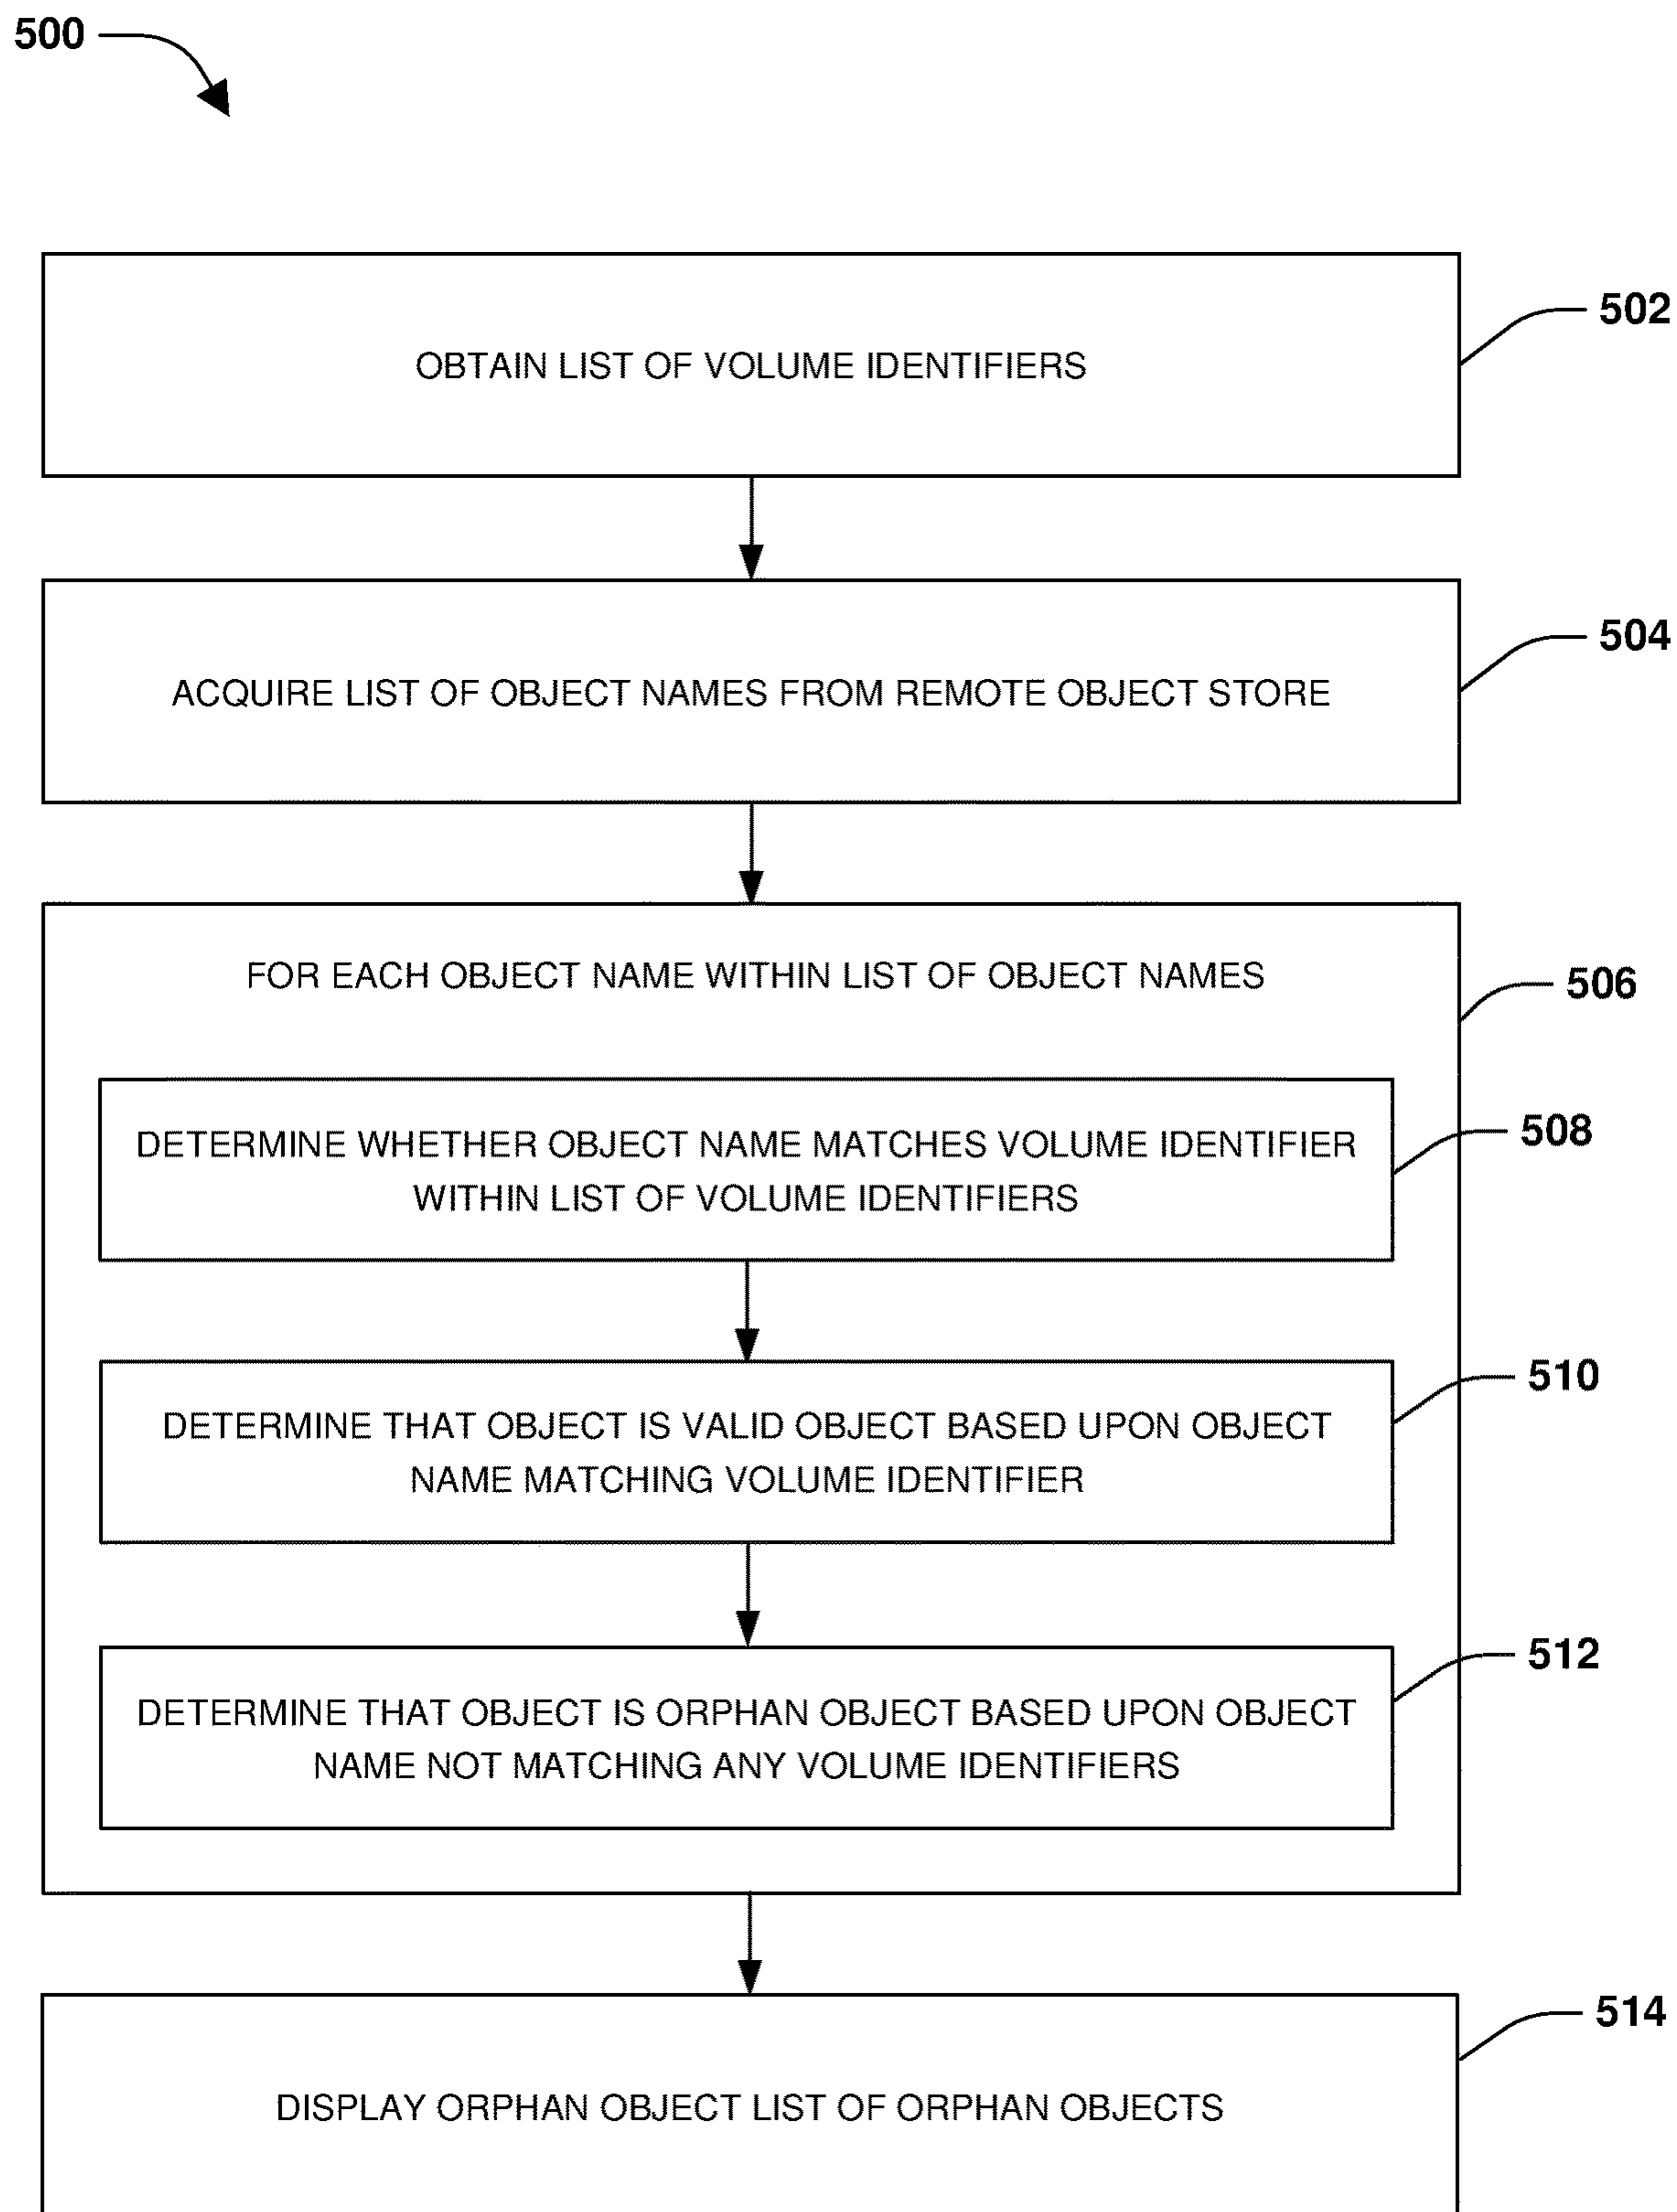 500
OBTAIN LIST OF VOLUME IDENTIFIERS
502
ACQUIRE LIST OF OBJECT NAMES FROM REMOTE OBJECT STORE
504
FOR EACH OBJECT NAME WITHIN LIST OF OBJECT NAMES
506
DETERMINE WHETHER OBJECT NAME MATCHES VOLUME IDENTIFIER
WITHIN LIST OF VOLUME IDENTIFIERS
508
DETERMINE THAT OBJECT IS VALID OBJECT BASED UPON OBJECT
NAME MATCHING VOLUME IDENTIFIER
510
DETERMINE THAT OBJECT IS ORPHAN OBJECT BASED UPON OBJECT
NAME NOT MATCHING ANY VOLUME IDENTIFIERS
512
DISPLAY ORPHAN OBJECT LIST OF ORPHAN OBJECTS
514